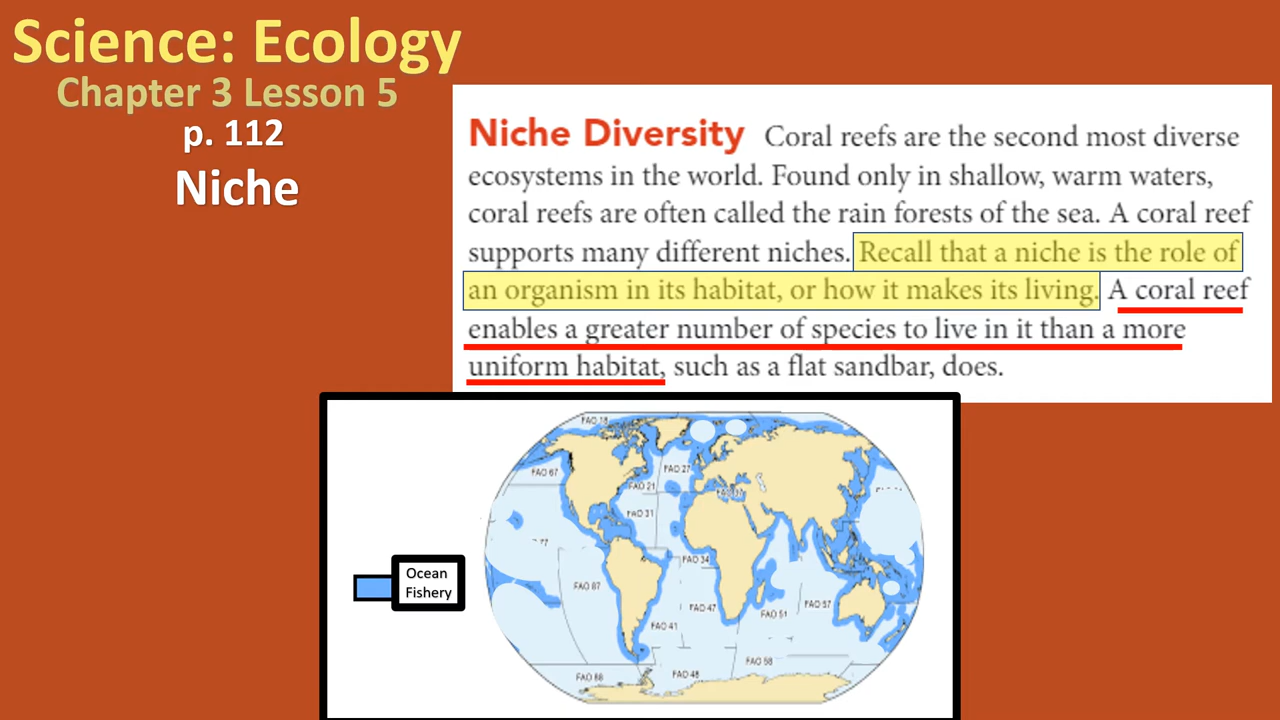 Science: Ecology
Chapter 3 Lesson 5
p. 112
Niche
Niche Diversity Coral reefs are the second most diverse
ecosystems in the world. Found only in shallow, warm waters,
coral reefs are often called the rain forests of the sea. A coral reef
supports many different niches. Recall that a niche is the role of
an organism in its habitat, or how it makes its living. A coral reef
enables a greater number of species to live in it than a more
uniform habitat, such as a flat sandbar, does.
Ocean
Fishery
FAO 18
FAO 67
FAO 27
FAO 21
FAO 31
FAO 34
FAO 87
FAO 47
FAO 51
FAO 57
FAO 41
FAO 58
FAO 88
FAO 48